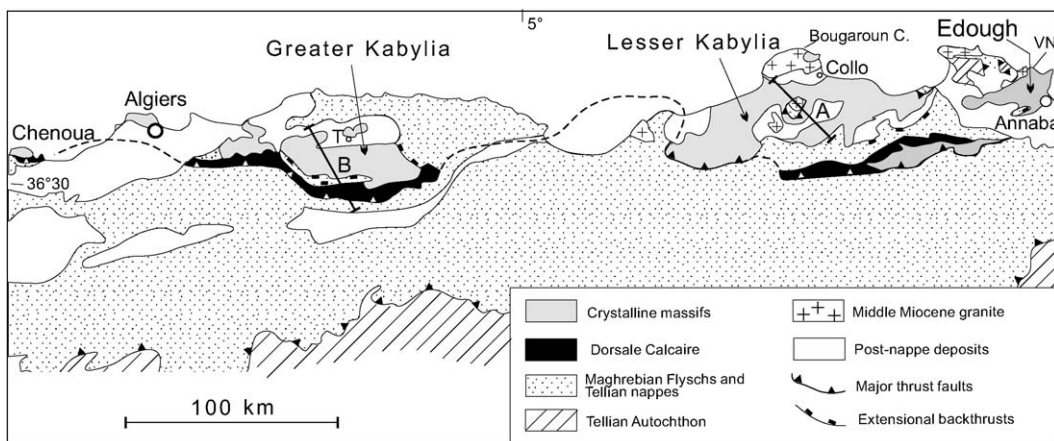 5°
Greater Kabylia
Lesser Kabylia
Bougaroun C.
Edough
VN
Collo
Algiers
A
Annaba
T
Chenoua
B
36°30
Crystalline massifs
Middle Miocene granite
Dorsale Calcaire
Post-nappe deposits
Maghrebian Flyschs and
Tellian nappes
Major thrust faults
Tellian Autochthon
Extensional backthrusts
100 km